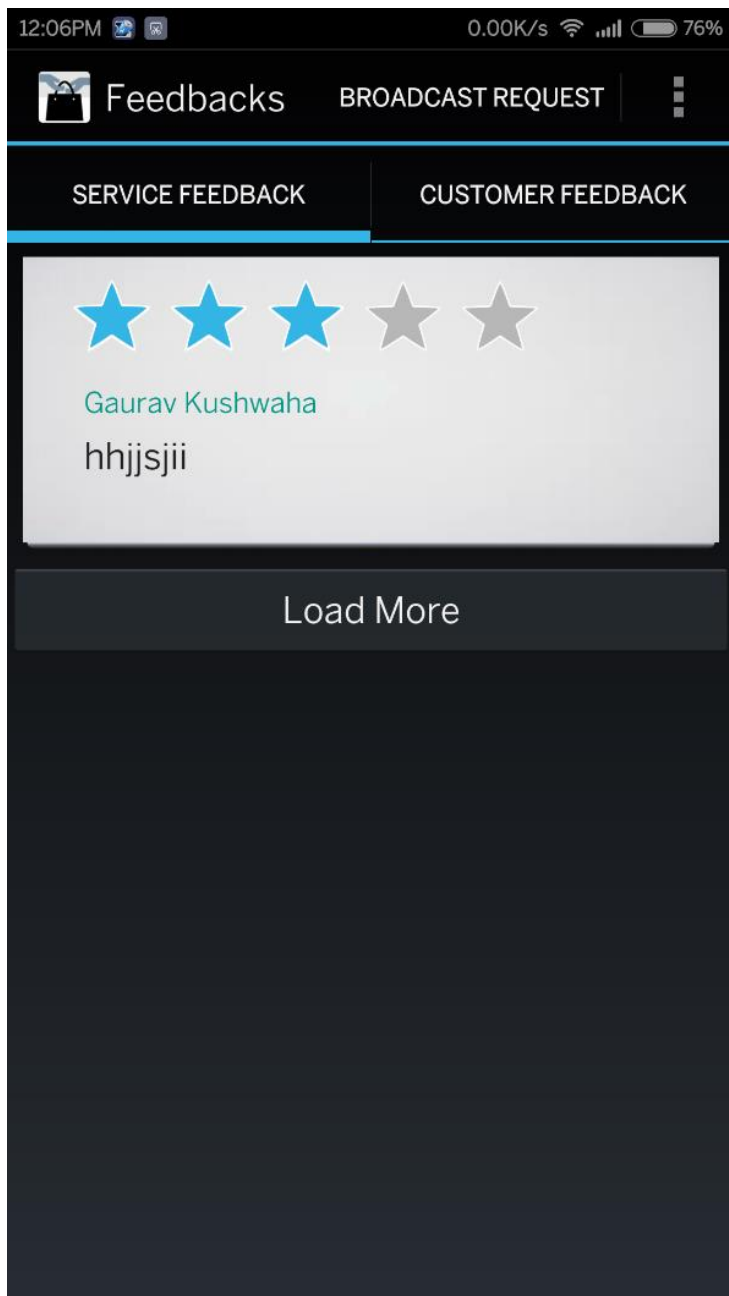 12:06PM 0.00K/s 76%
Feedbacks BROADCAST REQUEST
SERVICE FEEDBACK CUSTOMER FEEDBACK
Gaurav Kushwaha
hhjjsjii
Load More